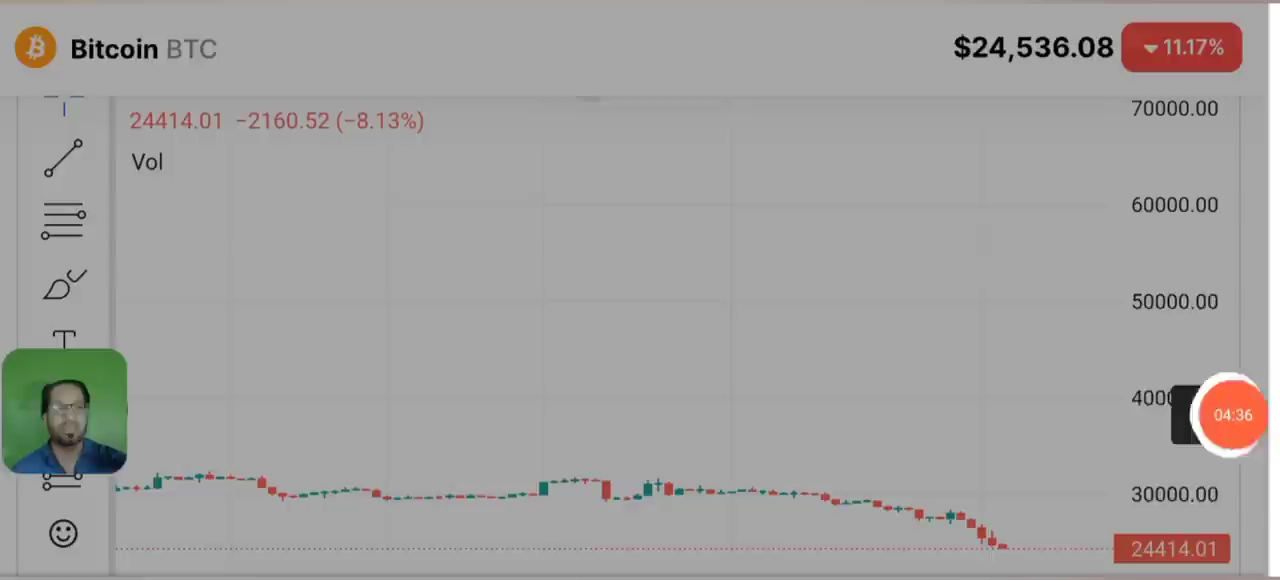 Bitcoin BTC
$24,536.08 11.17%
24414.01 −2160.52 (−8.13%)
Vol
70000.00
60000.00
50000.00
04:36
30000.00
24414.01